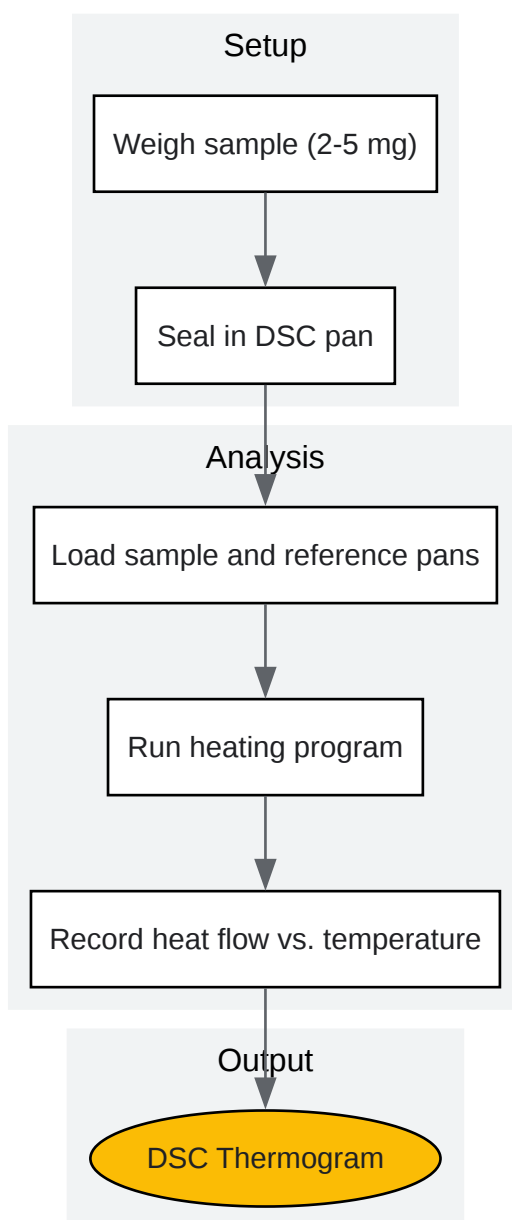 Setup
Weigh sample (2-5 mg)
Seal in DSC pan
Analysis
Load sample and reference pans
Run heating program
Record heat flow vs. temperature
Output
DSC Thermogram